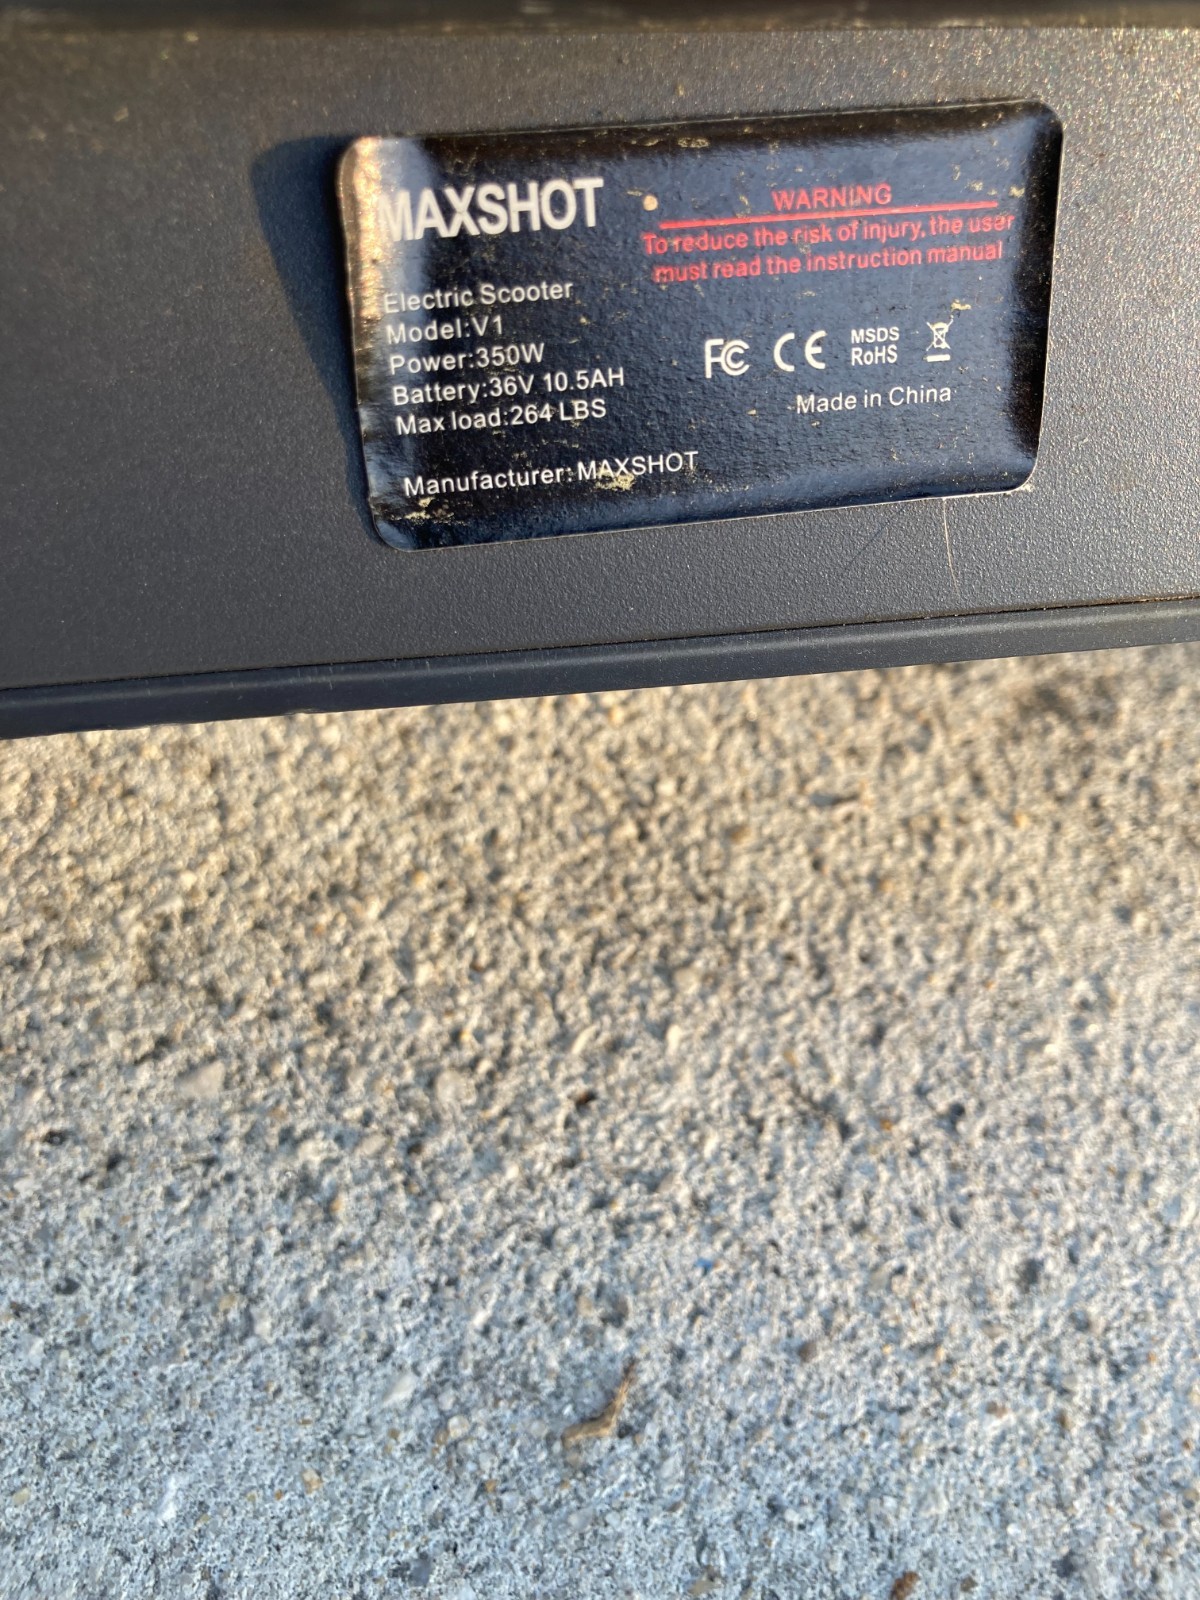 MAXSHOT
Electric Scooter
Model:V1
Power:350W
Battery:36V 10.5AH
Max load:264 LBS
Manufacturer:MAXSHOT
WARNING
To reduce the risk of injury, the user
must read the instruction manual
FC CE MSDS
RoHS
Made in China